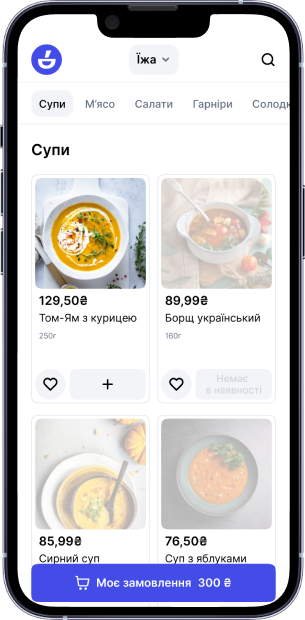 Їжа
Супи М'ясо Салати Гарніри Солодк
Супи
129,50₴
Том-Ям з курицею
250г
89,99₴
Борщ український
160г
Немає
в наявності
85,99₴
Сирний суп
76,50₴
Суп з яблуками
Моє замовлення 300 ₴